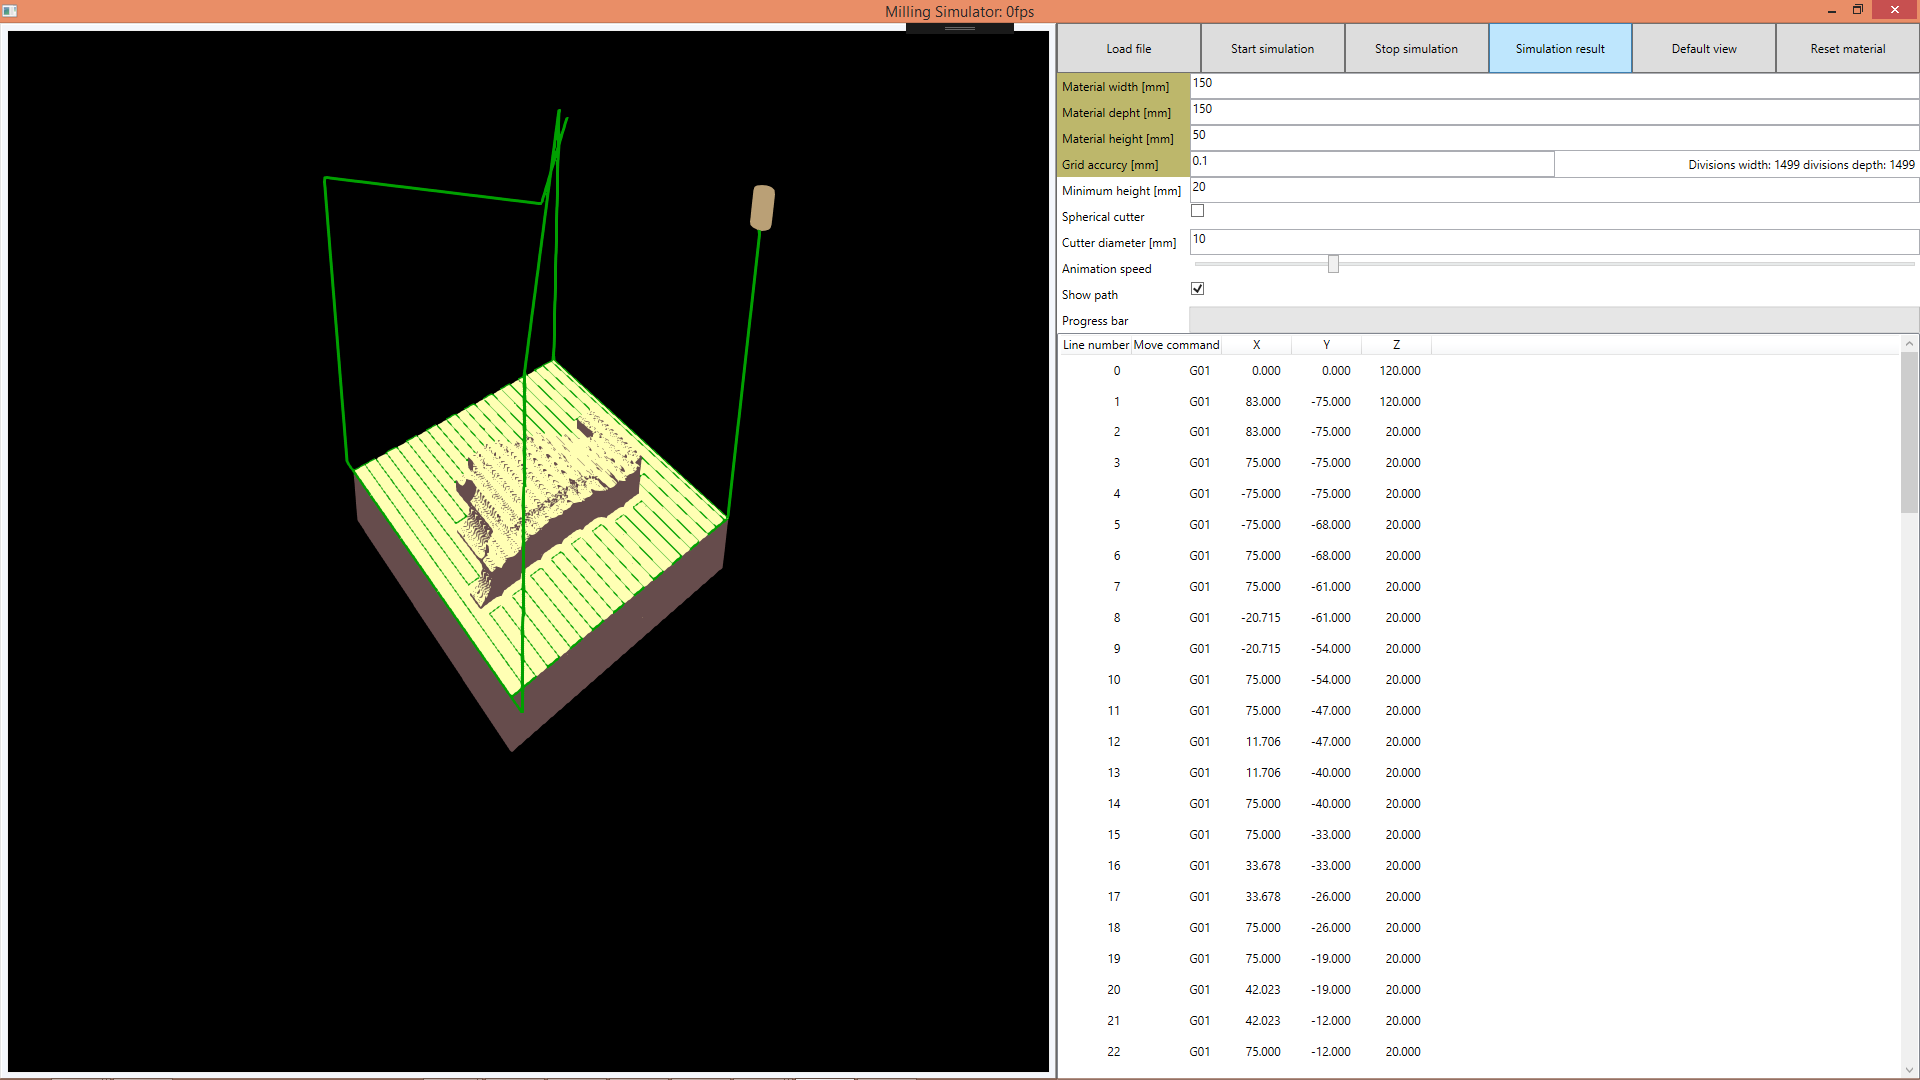 Milling Simulator: 0fps
Load file Start simulation Stop simulation Simulation result Default view Reset material
Material width [mm] 150
Material depht [mm] 150
Material height [mm] 50
Grid accurcy [mm] 0.1 Divisions width: 1499 divisions depth: 1499
Minimum height [mm] 20
Spherical cutter
Cutter diameter [mm] 10
Animation speed
Show path
Progress bar
Line number Move command X Y Z
0 G01 0.000 0.000 120.000
1 G01 83.000 -75.000 120.000
2 G01 83.000 -75.000 20.000
3 G01 75.000 -75.000 20.000
4 G01 -75.000 -75.000 20.000
5 G01 -75.000 -68.000 20.000
6 G01 75.000 -68.000 20.000
7 G01 75.000 -61.000 20.000
8 G01 -20.715 -61.000 20.000
9 G01 -20.715 -54.000 20.000
10 G01 75.000 -54.000 20.000
11 G01 75.000 -47.000 20.000
12 G01 11.706 -47.000 20.000
13 G01 11.706 -40.000 20.000
14 G01 75.000 -40.000 20.000
15 G01 75.000 -33.000 20.000
16 G01 33.678 -33.000 20.000
17 G01 33.678 -26.000 20.000
18 G01 75.000 -26.000 20.000
19 G01 75.000 -19.000 20.000
20 G01 42.023 -19.000 20.000
21 G01 42.023 -12.000 20.000
22 G01 75.000 -12.000 20.000